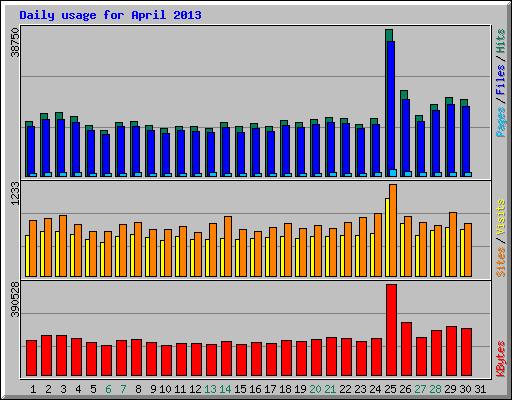 Daily usage for April 2013
38750
Pages / Files / Hits
1233
Sites / Visits
390528
KBytes
1 2 3 4 5 6 7 8 9 10 11 12 13 14 15 16 17 18 19 20 21 22 23 24 25 26 27 28 29 30 31